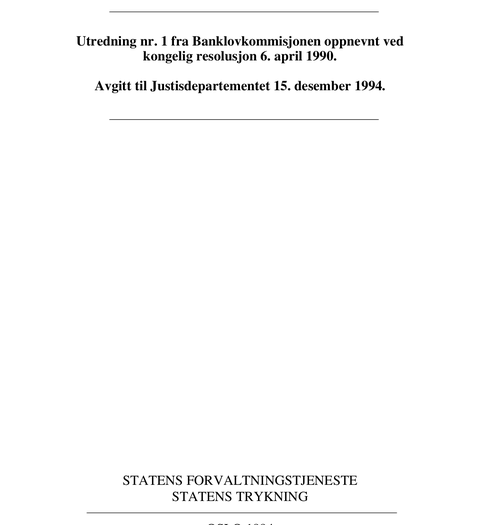 Utredning nr. 1 fra Banklovkommisjonen oppnevnt ved
kongelig resolusjon 6. april 1990.
Avgitt til Justisdepartementet 15. desember 1994.
STATENS FORVALTNINGSTJENESTE
STATENS TRYKNING